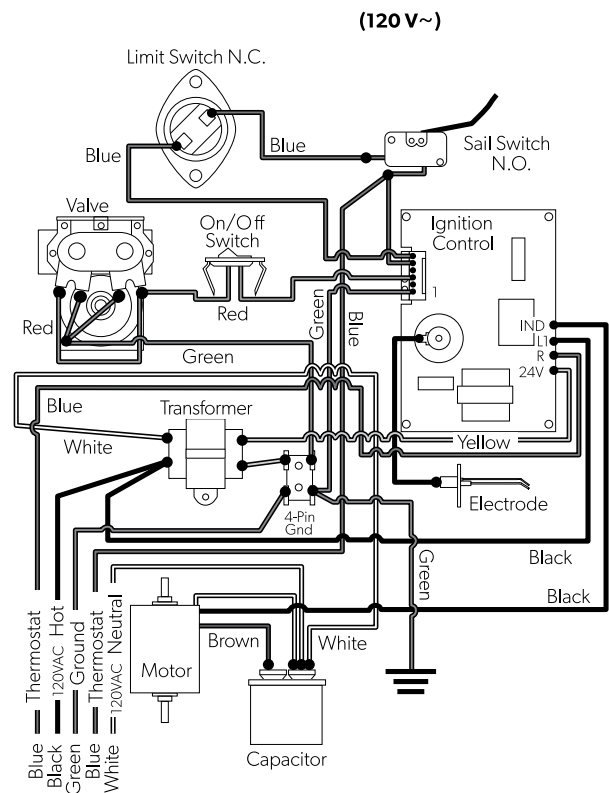 (120 V~)
Limit Switch N.C.
Blue
Blue
Sail Switch
N.O.
Valve
On/Off
Switch
Ignition
Control
1
Red
Red
Green
Blue
Green
IND
L1
R
24V
Blue
Transformer
White
Yellow
4-Pin
Gnd
Electrode
Black
Green
Black
Brown
White
Motor
Capacitor
Blue Thermostat
Black 120VAC Hot
Green Ground
Blue Thermostat
White 120VAC Neutral